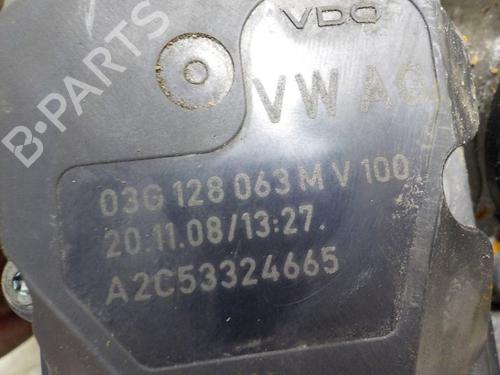 VDO
VW AG
03G 128 063 M V 100
20.11.08/13:27.
A2C53324665
B-PARTS